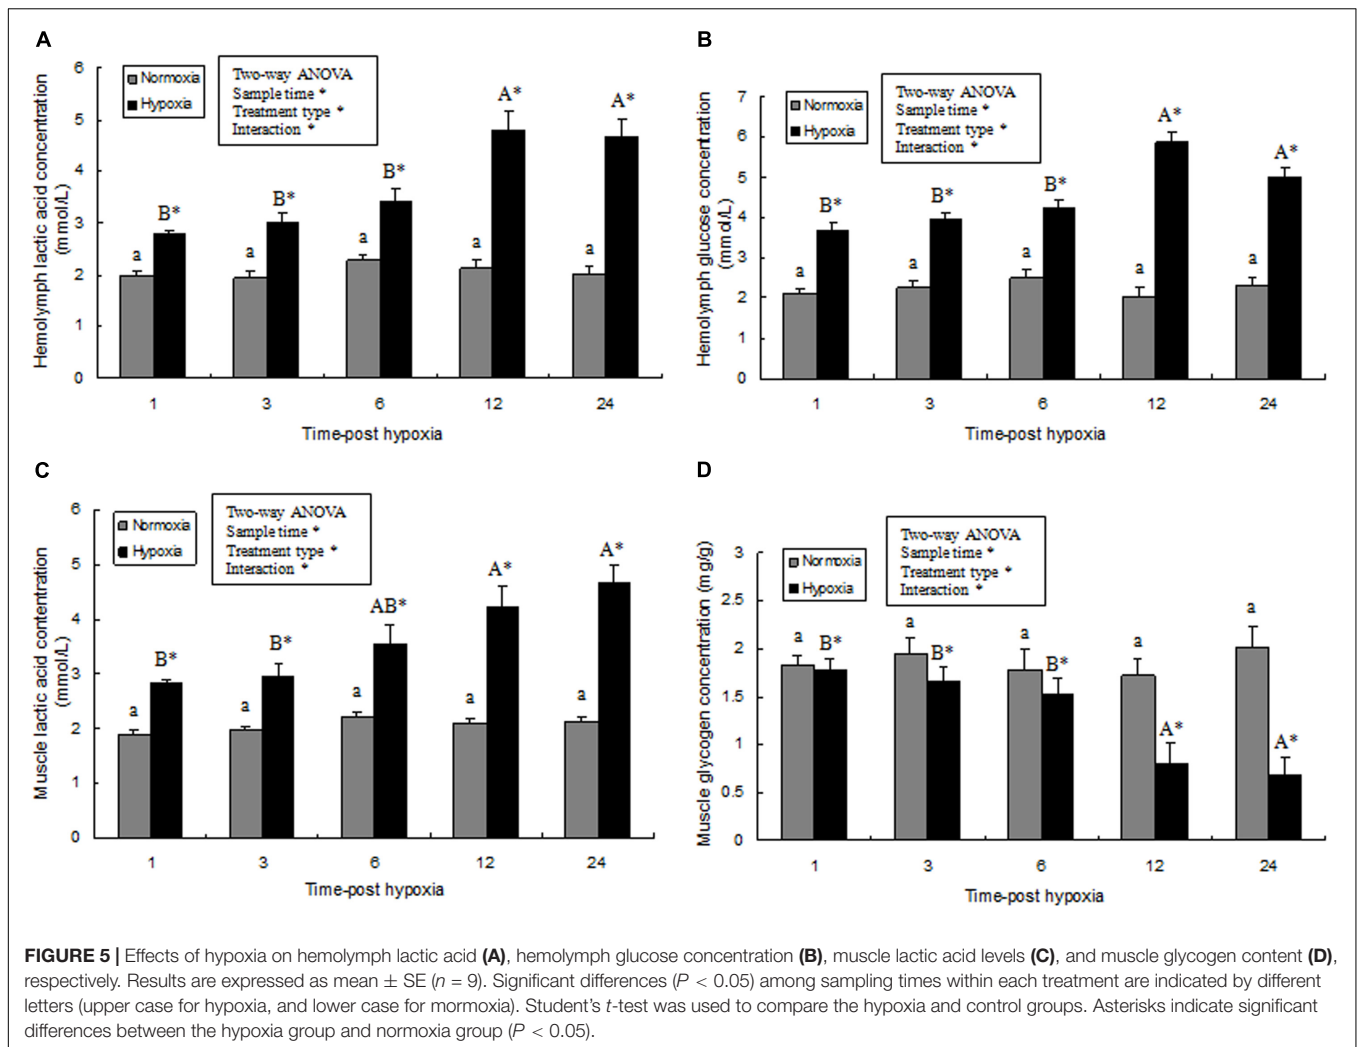 A
Hemolymph lactic acid concentration
(mmol/L)
6
5
4
3
2
1
0
Normoxia
Hypoxia
Two-way ANOVA
Sample time *
Treatment type *
Interaction *
a
B*
a
B*
a
B*
a
A*
a
A*
1 3 6 12 24
Time-post hypoxia
B
Hemolymph glucose concentration
(mmol/L)
7
6
5
4
3
2
1
0
Normoxia
Hypoxia
Two-way ANOVA
Sample time *
Treatment type *
Interaction *
a
B*
a
B*
a
B*
a
A*
a
A*
1 3 6 12 24
Time-post hypoxia
C
Muscle lactic acid contentration
(mmol/L)
6
5
4
3
2
1
0
Normoxia
Hypoxia
Two-way ANOVA
Sample time *
Treatment type *
Interaction *
a
B*
a
B*
a
AB*
a
A*
a
A*
1 3 6 12 24
Time-post hypoxia
D
Muscle glycogen concentration (mg/g)
3
2.5
2
1.5
1
0.5
0
Normoxia
Hypoxia
Two-way ANOVA
Sample time *
Treatment type *
Interaction *
a
B*
a
B*
a
B*
a
A*
a
A*
1 3 6 12 24
Time-post hypoxia
FIGURE 5 | Effects of hypoxia on hemolymph lactic acid (A), hemolymph glucose concentration (B), muscle lactic acid levels (C), and muscle glycogen content (D),
respectively. Results are expressed as mean ± SE (n = 9). Significant differences (P < 0.05) among sampling times within each treatment are indicated by different
letters (upper case for hypoxia, and lower case for mormoxia). Student's t-test was used to compare the hypoxia and control groups. Asterisks indicate significant
differences between the hypoxia group and normoxia group (P < 0.05).